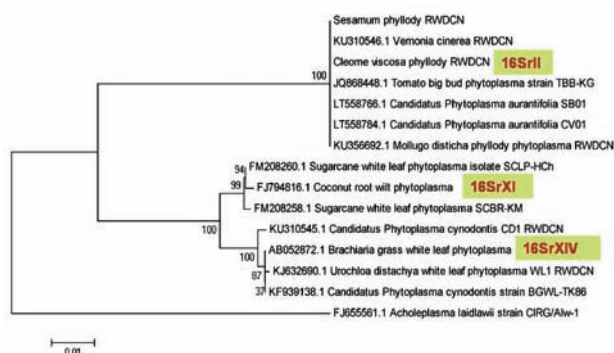 Sesamum phyllody RWDCN
KU310546.1 Vernonia cinerea RWDCN
Cleome viscosa phyllody RWDCN 16SrII
100
JQ868448.1 Tomato big bud phytoplasma strain TBB-KG
LT558766.1 Candidatus Phytoplasma aurantifolia SB01
LT558784.1 Candidatus Phytoplasma aurantifolia CV01
KU356692.1 Mollugo disticha phyllody phytoplasma RWDCN
94 FM208260.1 Sugarcane white leaf phytoplasma isolate SCLP-HCh
99 FJ794816.1 Coconut root wilt phytoplasma 16SrXI
FM208258.1 Sugarcane white leaf phytoplasma SCBR-KM
100
KU310545.1 Candidatus Phytoplasma cynodontis CD1 RWDCN
100 AB052872.1 Brachiaria grass white leaf phytoplasma 16SrXIV
87 KJ632690.1 Urochloa distachya white leaf phytoplasma WL1 RWDCN
37 KF939138.1 Candidatus Phytoplasma cynodontis strain BGWL-TK86
FJ655561.1 Acholeplasma laidlawii strain CIRG/Alw-1
0.01